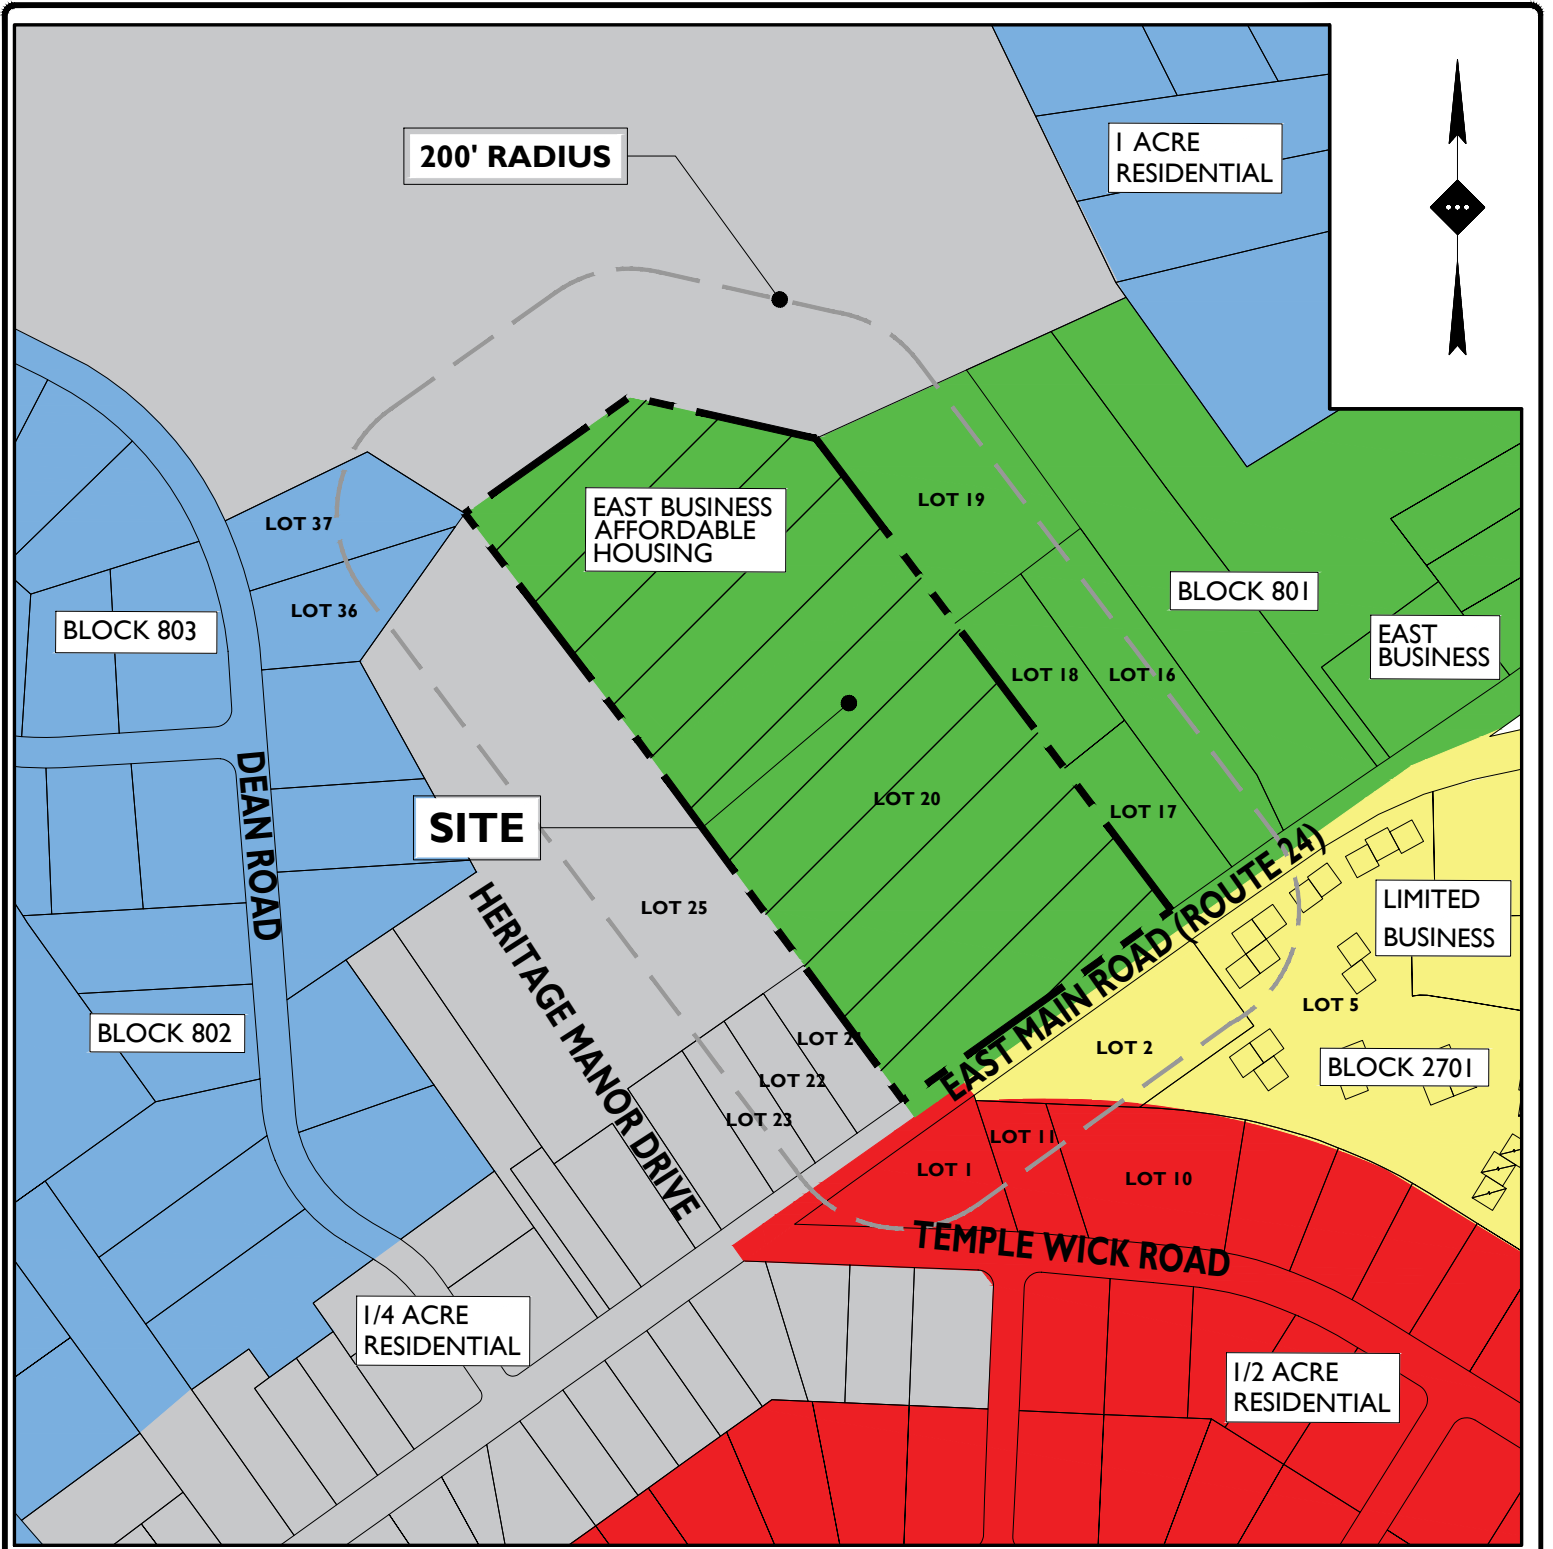 200' RADIUS
1 ACRE
RESIDENTIAL
EAST BUSINESS
AFFORDABLE
HOUSING
LOT 19
LOT 37
LOT 36
BLOCK 803
BLOCK 801
EAST
BUSINESS
LOT 18
LOT 16
LOT 20
LOT 17
SITE
DEAN ROAD
LOT 25
HERITAGE MANOR DRIVE
EAST MAIN ROAD (ROUTE 24)
LIMITED
BUSINESS
LOT 5
BLOCK 802
LOT 21
LOT 2
BLOCK 2701
LOT 22
LOT 23
LOT 11
LOT 1
LOT 10
TEMPLE WICK ROAD
1/4 ACRE
RESIDENTIAL
1/2 ACRE
RESIDENTIAL